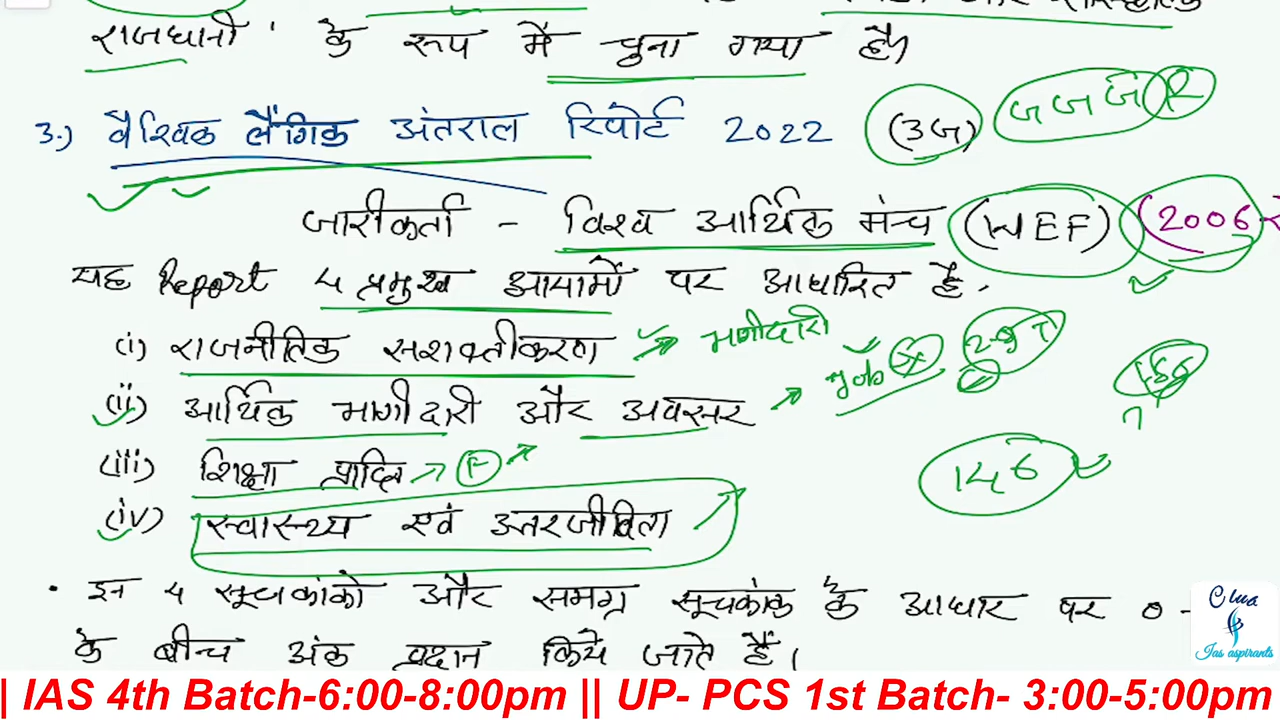 राजधानी' के रूप में चुना गया है।
3.) वैश्विक लैंगिक अंतराल रिपोर्ट 2022 (उज) ज ज ज R
जारीकर्ता - विश्व आर्थिक मंच (WEF) (2006 से
यह Report 4 प्रमुख आयामों पर आधारित है.
(i) राजनीतिक सशक्तीकरण → भागीदारी
(ii) आर्थिक भागीदारी और अवसर → Job
(iii) शिक्षा प्राप्ति → F
(iv) स्वास्थ्य एवं उत्तरजीविता
146
• इन 4 सूचकांको और समग्र सूचकांक के आधार पर 0 -
के बीच अंक प्रदान किये जाते हैं।
Clue
Ias aspirants
| IAS 4th Batch-6:00-8:00pm || UP- PCS 1st Batch- 3:00-5:00pm